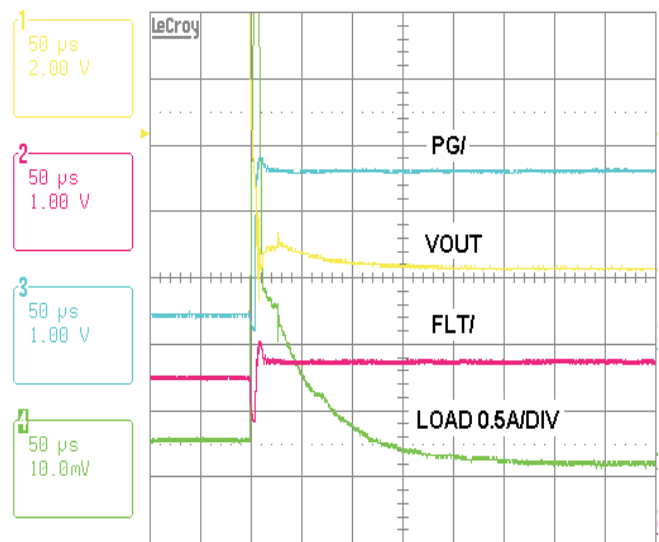 LeCroy
1
50 µs
2.00 V
2
50 µs
1.00 V
3
50 µs
1.00 V
4
50 µs
10.0mV
PG/
VOUT
FLT/
LOAD 0.5A/DIV